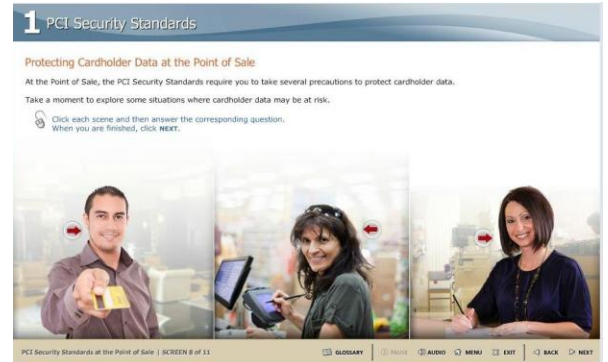 1 PCI Security Standards
Protecting Cardholder Data at the Point of Sale
At the Point of Sale, the PCI Security Standards require you to take several precautions to protect cardholder data.
Take a moment to explore some situations where cardholder data may be at risk.
Click each scene and then answer the corresponding question.
When you are finished, click NEXT.
PCI Security Standards at the Point of Sale | SCREEN 8 of 11 GLOSSARY PAUSE AUDIO MENU EXIT BACK NEXT